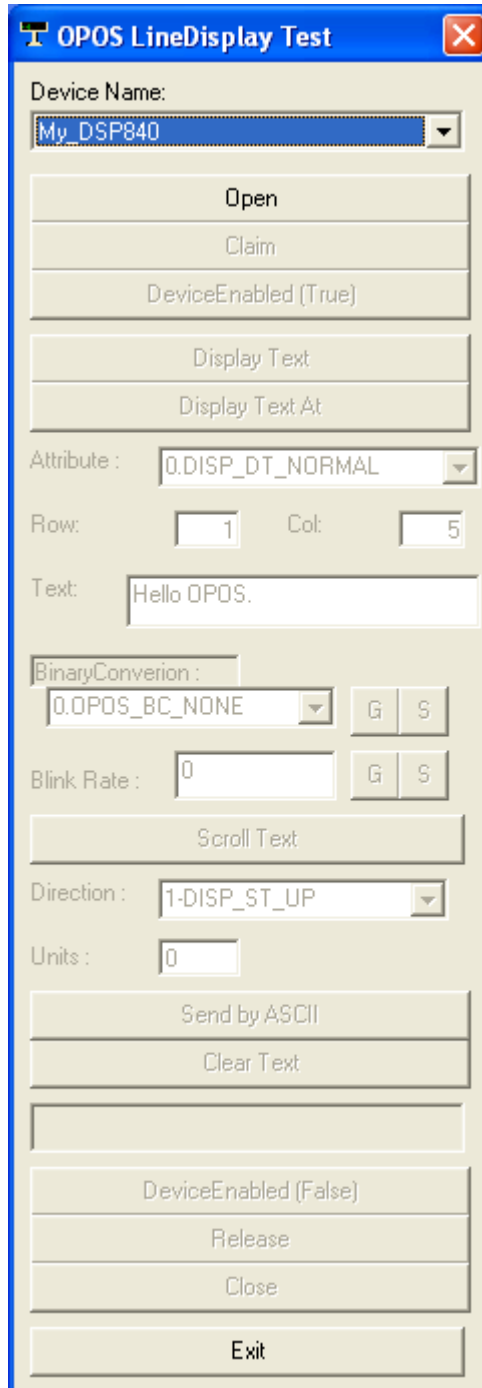 OPOS LineDisplay Test
Device Name:
My_DSP840
Open
Claim
DeviceEnabled (True)
Display Text
Display Text At
Attribute : 0.DISP_DT_NORMAL
Row: 1 Col: 5
Text: Hello OPOS.
BinaryConverion :
0.OPOS_BC_NONE G S
Blink Rate : 0 G S
Scroll Text
Direction : 1-DISP_ST_UP
Units : 0
Send by ASCII
Clear Text
DeviceEnabled (False)
Release
Close
Exit